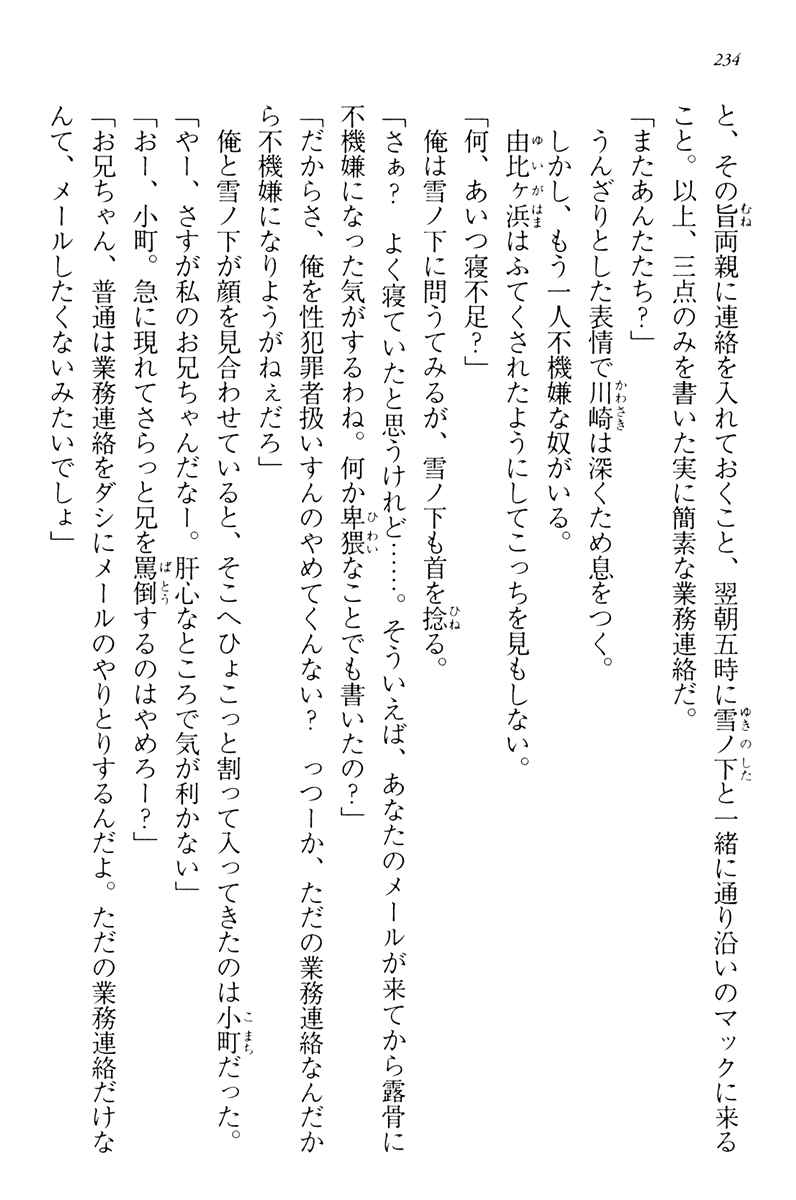 234
と、その旨両親に連絡を入れておくこと、翌朝五時に雪ノ下と一緒に通り沿いのマックに来る
こと。以上、三点のみを書いた実に簡素な業務連絡だ。
「またあんたたち?」
うんざりとした表情で川崎は深くため息をつく。
しかし、もう一人不機嫌な奴がいる。
由比ヶ浜はふてくされたようにしてこっちを見もしない。
「何、あいつ寝不足?」
俺は雪ノ下に問うてみるが、雪ノ下も首を捻る。
「さぁ? よく寝ていたと思うけれど……。そういえば、あなたのメールが来てから露骨に
不機嫌になった気がするわね。何か卑猥なことでも書いたの?」
「だからさ、俺を性犯罪者扱いすんのやめてくんない? っつーか、ただの業務連絡なんだか
ら不機嫌になりようがねぇだろ」
俺と雪ノ下が顔を見合わせていると、そこへひょこっと割って入ってきたのは小町だった。
「やー、さすが私のお兄ちゃんだなー。肝心なところで気が利かない」
「おー、小町。急に現れてさらっと兄を罵倒するのはやめろー?」
「お兄ちゃん、普通は業務連絡をダシにメールのやりとりするんだよ。ただの業務連絡だけな
んて、メールしたくないみたいでしょ」